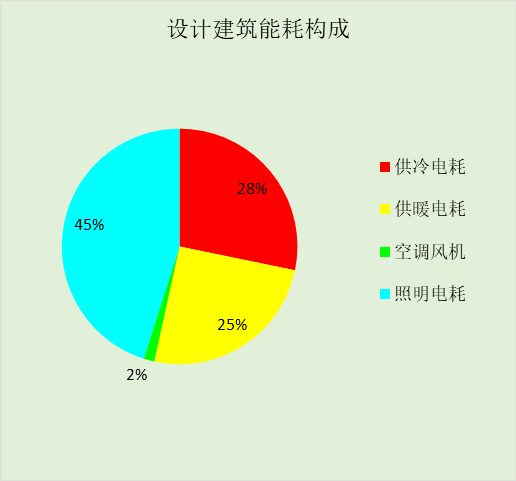 设计建筑能耗构成
28%
供冷电耗
供暖电耗
45%
空调风机
照明电耗
25%
2%